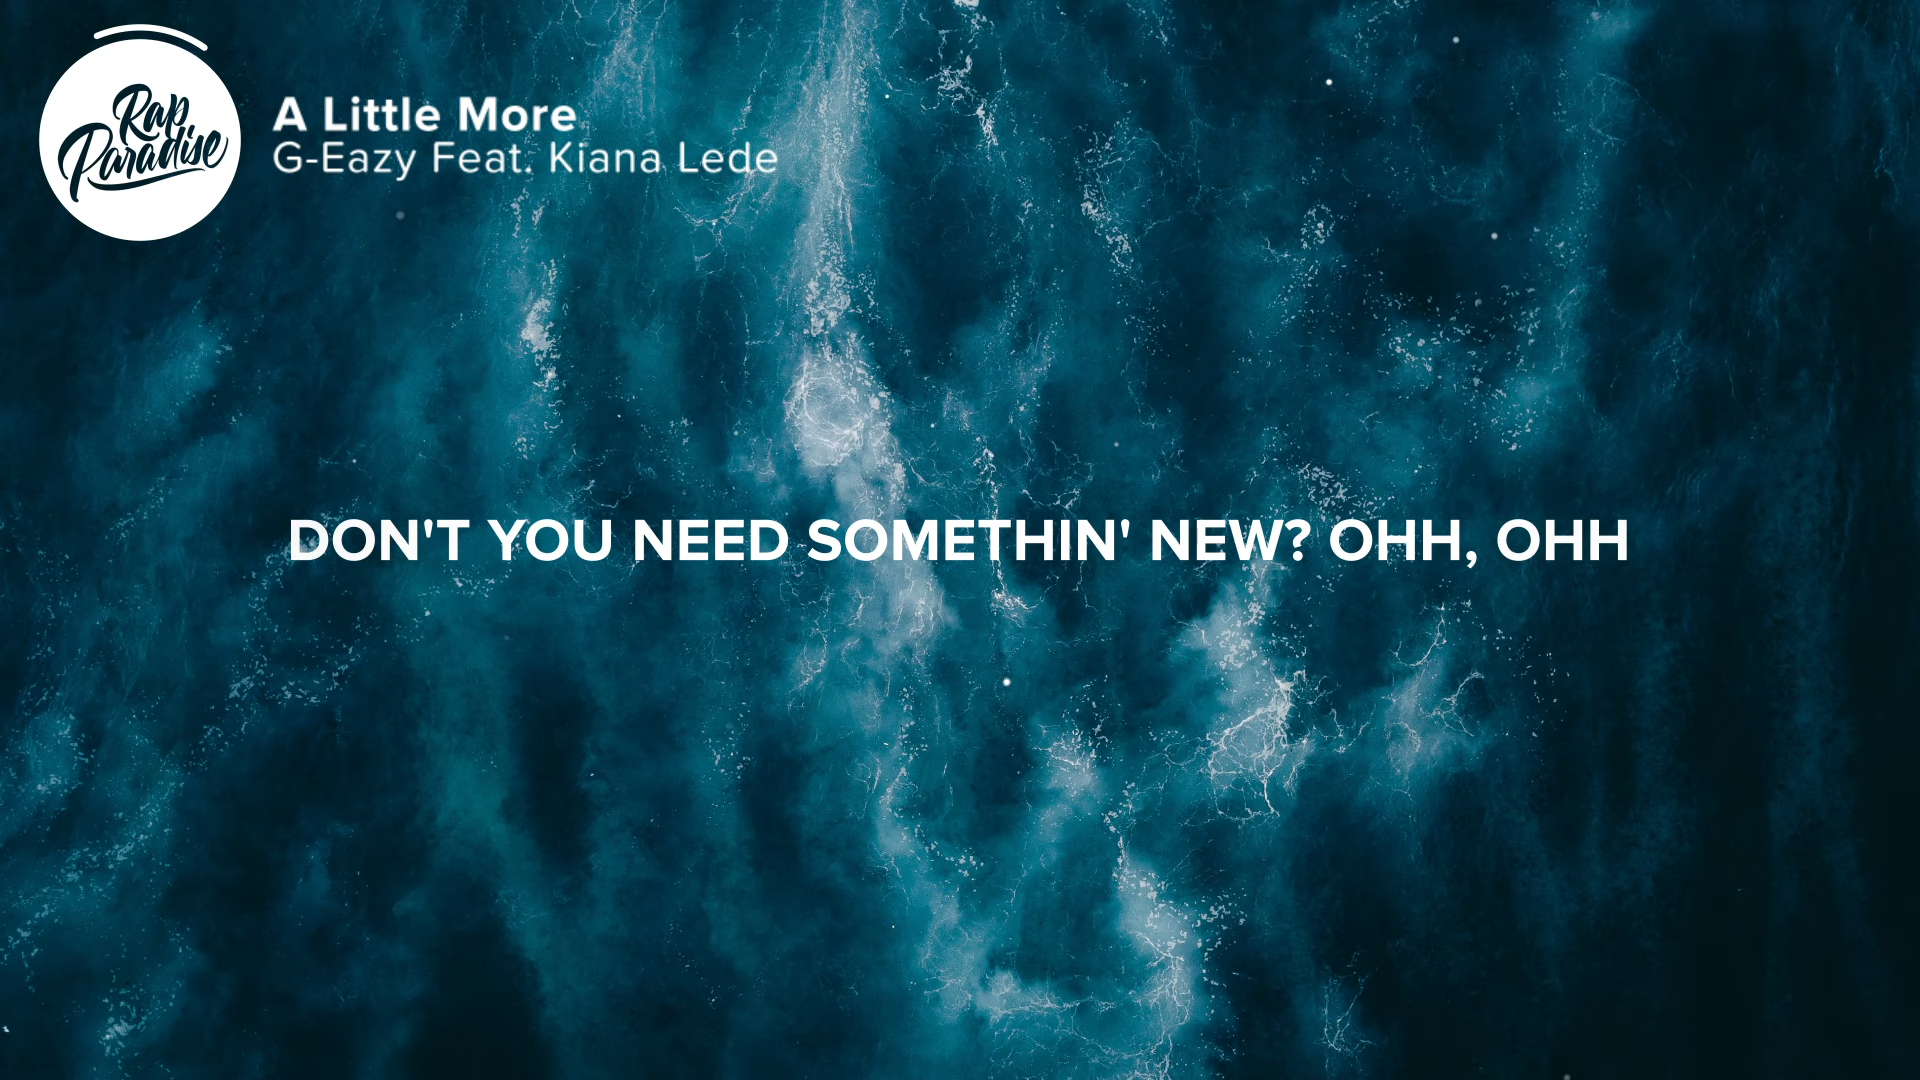 Rap
Paradise
A Little More
G-Eazy Feat. Kiana Lede
DON'T YOU NEED SOMETHIN' NEW? OHH, OHH